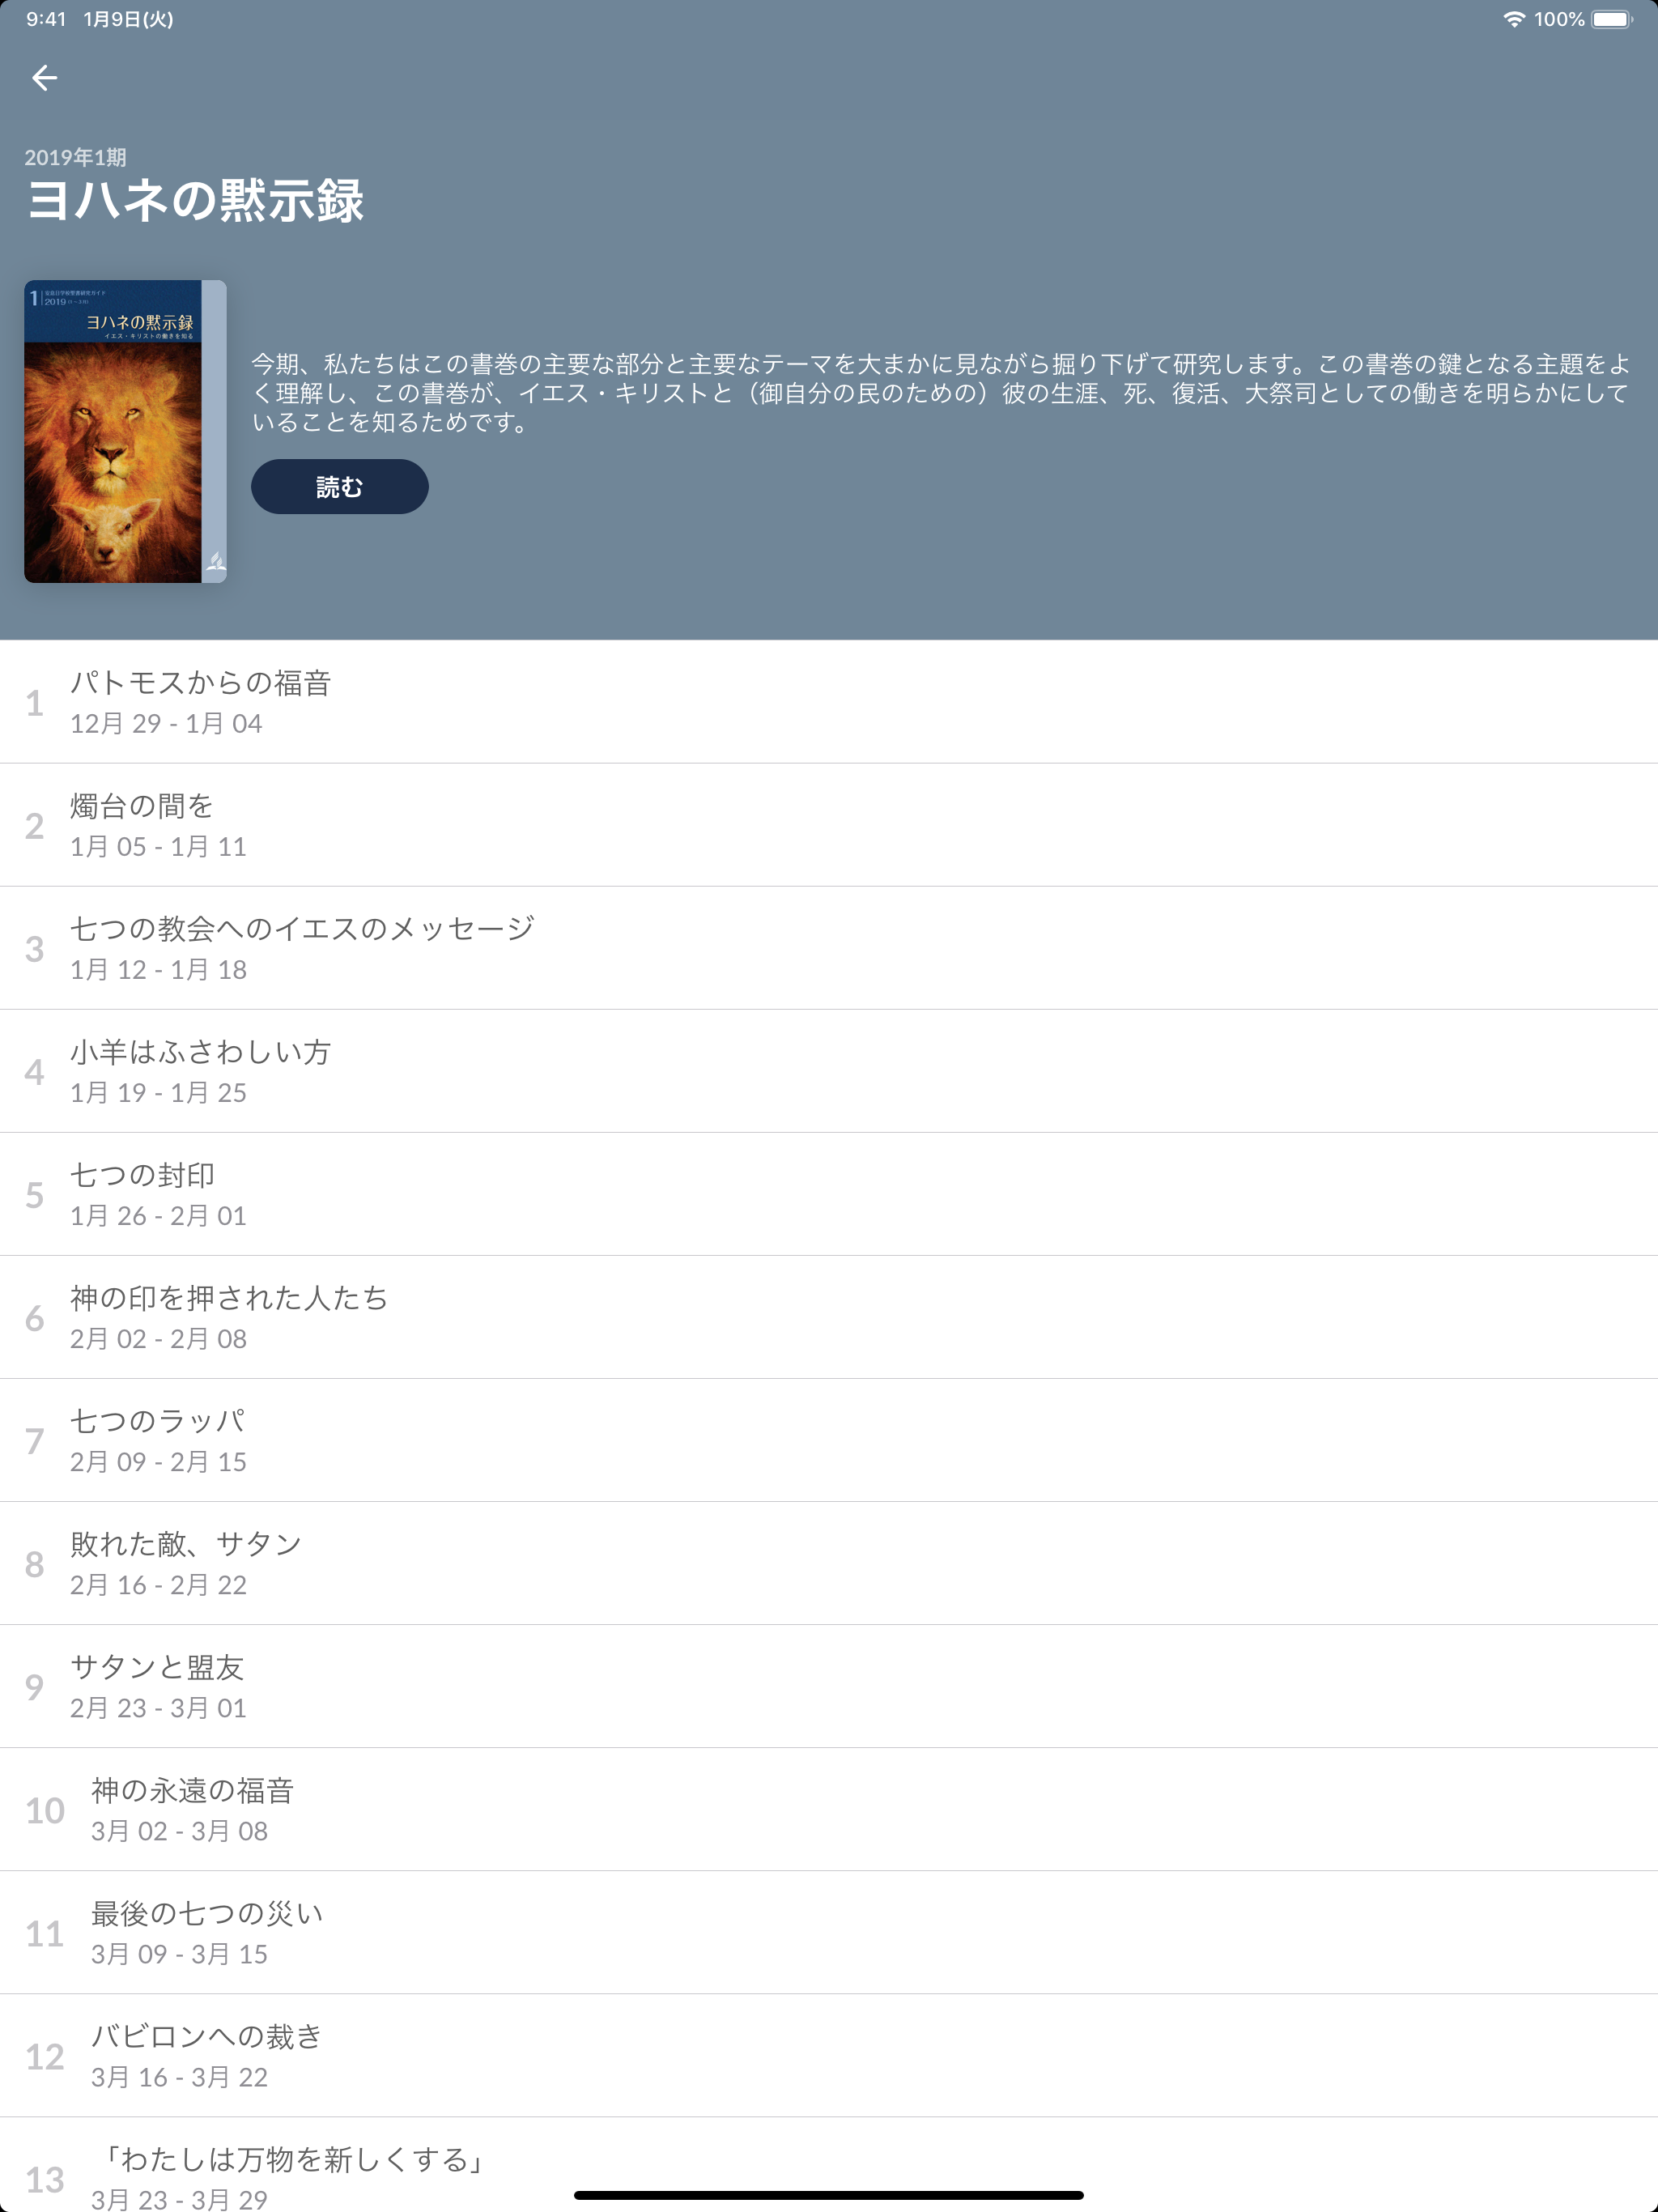 9:41 1月9日(火) 100%
2019年1期
ヨハネの黙示録
1 安息日学校聖書研究ガイド
2019 (1~3月)
ヨハネの黙示録
イエス・キリストの働きを知る
今期、私たちはこの書巻の主要な部分と主要なテーマを大まかに見ながら掘り下げて研究します。この書巻の鍵となる主題をよ
く理解し、この書巻が、イエス・キリストと（御自分の民のための）彼の生涯、死、復活、大祭司としての働きを明らかにして
いることを知るためです。
読む
1 パトモスからの福音
12月 29 - 1月 04
2 燭台の間を
1月 05 - 1月 11
3 七つの教会へのイエスのメッセージ
1月 12 - 1月 18
4 小羊はふさわしい方
1月 19 - 1月 25
5 七つの封印
1月 26 - 2月 01
6 神の印を押された人たち
2月 02 - 2月 08
7 七つのラッパ
2月 09 - 2月 15
8 敗れた敵、サタン
2月 16 - 2月 22
9 サタンと盟友
2月 23 - 3月 01
10 神の永遠の福音
3月 02 - 3月 08
11 最後の七つの災い
3月 09 - 3月 15
12 バビロンへの裁き
3月 16 - 3月 22
13 「わたしは万物を新しくする」
3月 23 - 3月 29